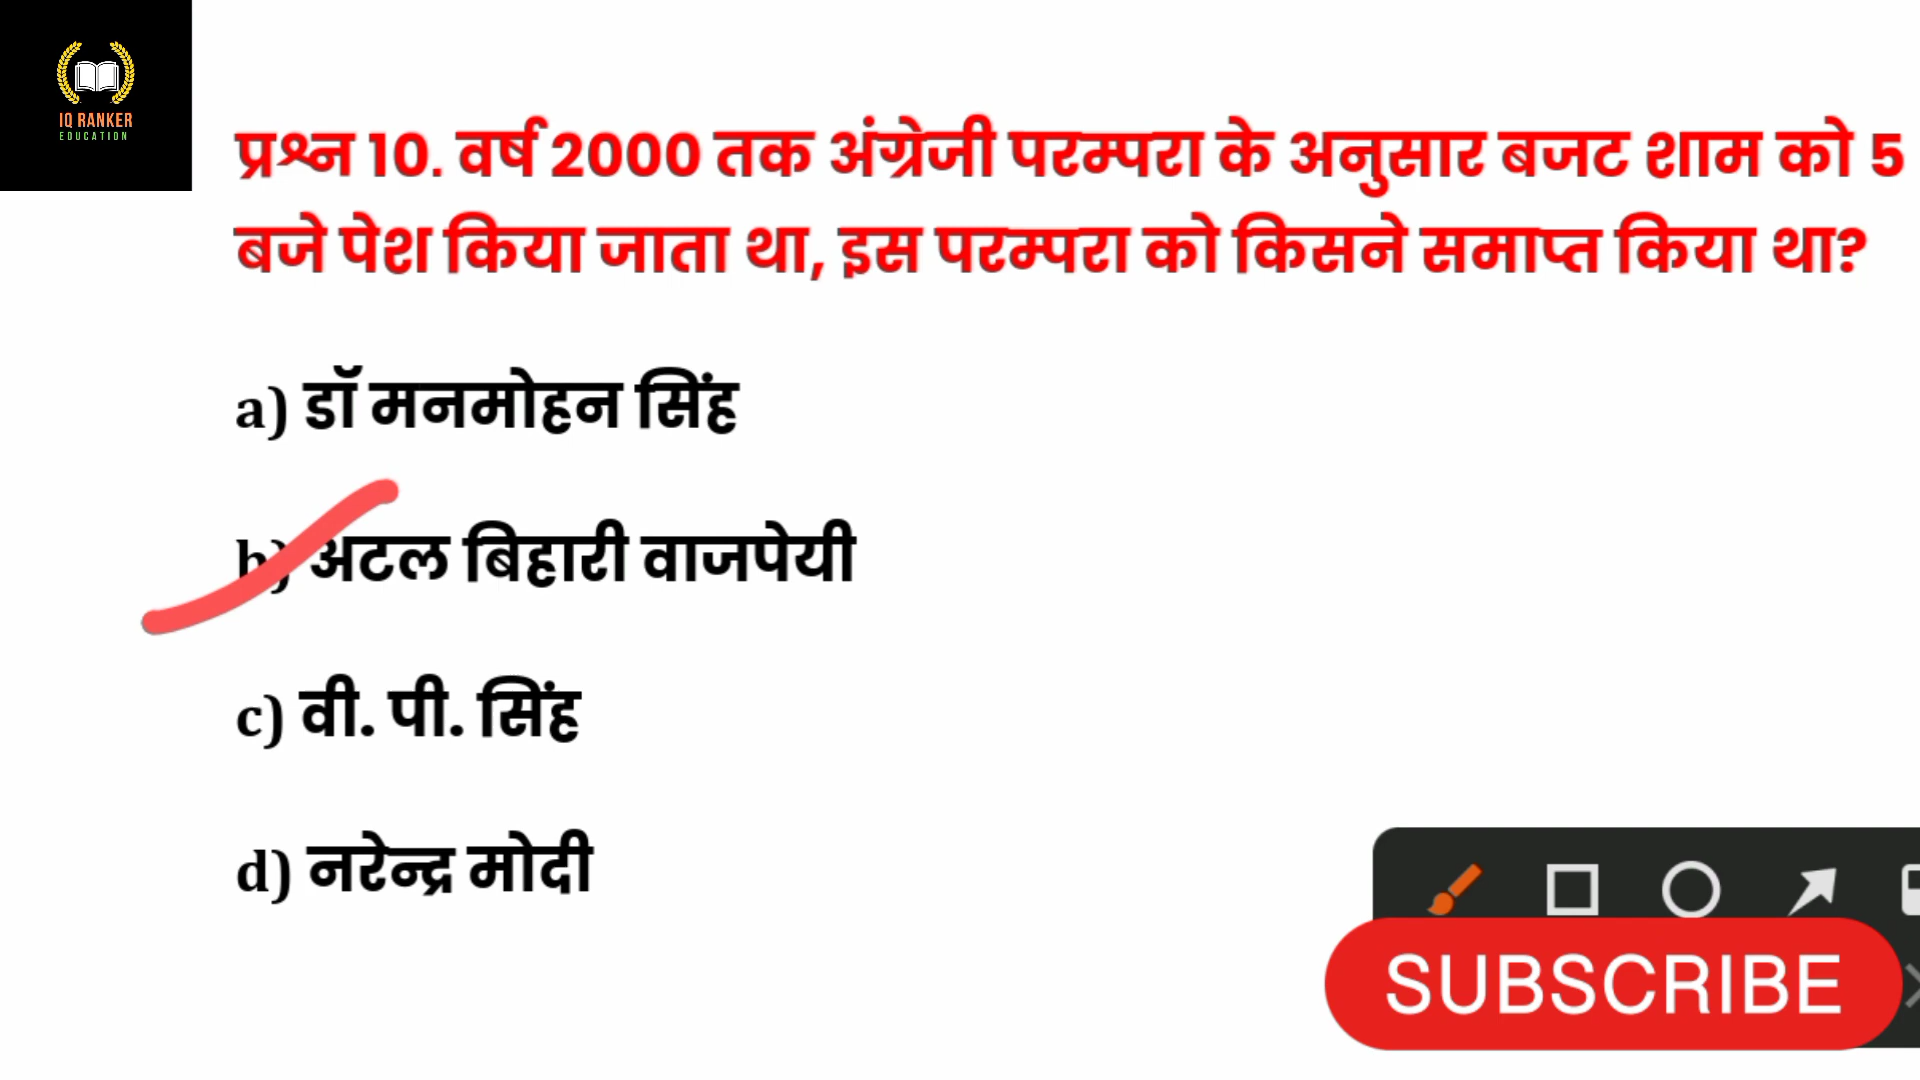 IQ RANKER
EDUCATION
प्रश्न 10. वर्ष 2000 तक अंग्रेजी परम्परा के अनुसार बजट शाम को 5
बजे पेश किया जाता था, इस परम्परा को किसने समाप्त किया था?
a) डॉ मनमोहन सिंह
b) अटल बिहारी वाजपेयी
c) वी. पी. सिंह
d) नरेन्द्र मोदी
SUBSCRIBE